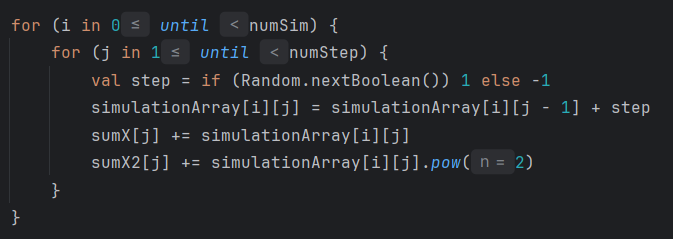 for (i in 0 ≤ until < numSim) {
    for (j in 1 ≤ until < numStep) {
        val step = if (Random.nextBoolean()) 1 else -1
        simulationArray[i][j] = simulationArray[i][j - 1] + step
        sumX[j] += simulationArray[i][j]
        sumX2[j] += simulationArray[i][j].pow( n = 2)
    }
}